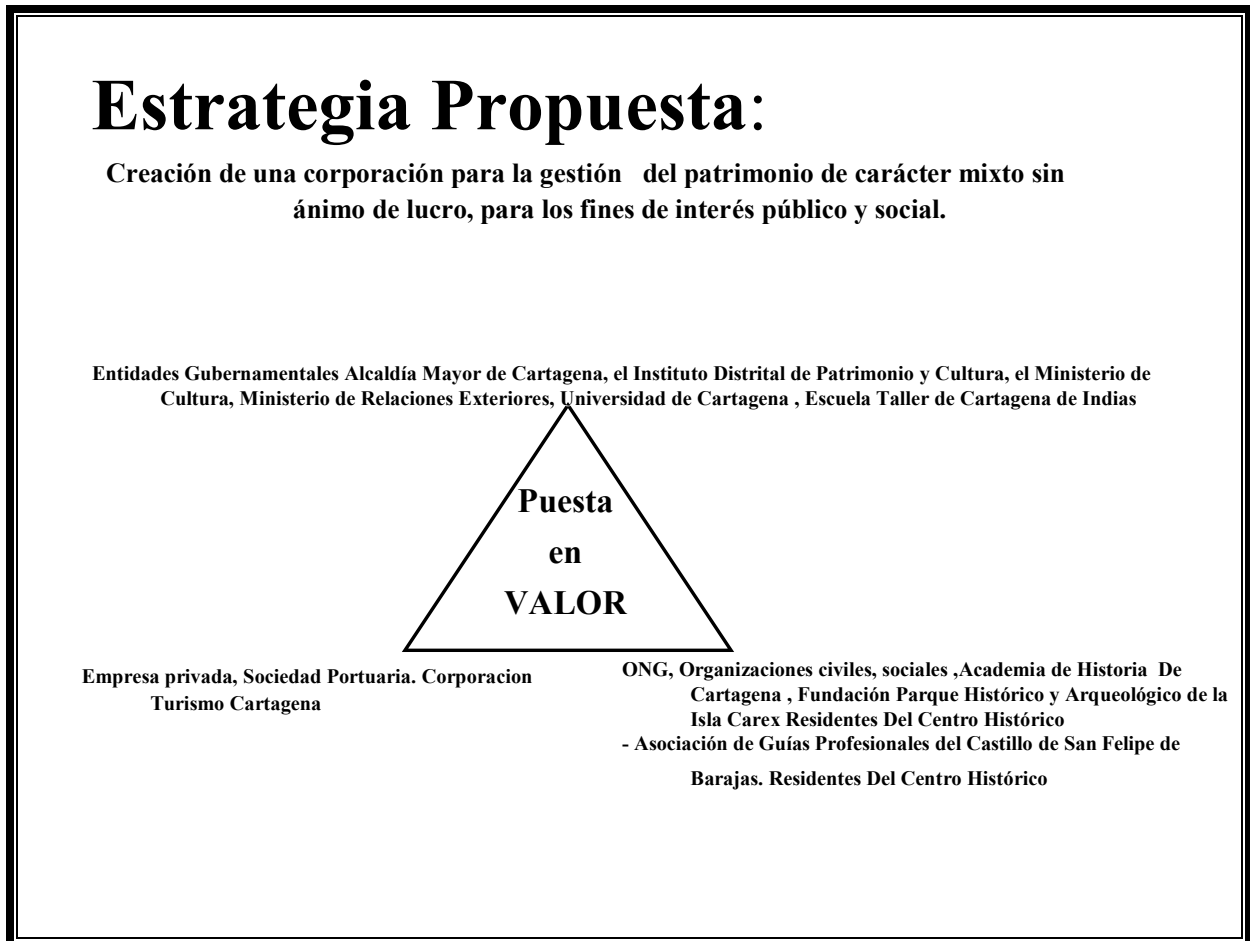 Estrategia Propuesta:
Creación de una corporación para la gestión   del patrimonio de carácter mixto sin
ánimo de lucro, para los fines de interés público y social.
Entidades Gubernamentales Alcaldía Mayor de Cartagena, el Instituto Distrital de Patrimonio y Cultura, el Ministerio de
Cultura, Ministerio de Relaciones Exteriores, Universidad de Cartagena , Escuela Taller de Cartagena de Indias
Puesta
en
VALOR
Empresa privada, Sociedad Portuaria. Corporacion
Turismo Cartagena
ONG, Organizaciones civiles, sociales ,Academia de Historia  De
Cartagena , Fundación Parque Histórico y Arqueológico de la
Isla Carex Residentes Del Centro Histórico
- Asociación de Guías Profesionales del Castillo de San Felipe de
Barajas. Residentes Del Centro Histórico